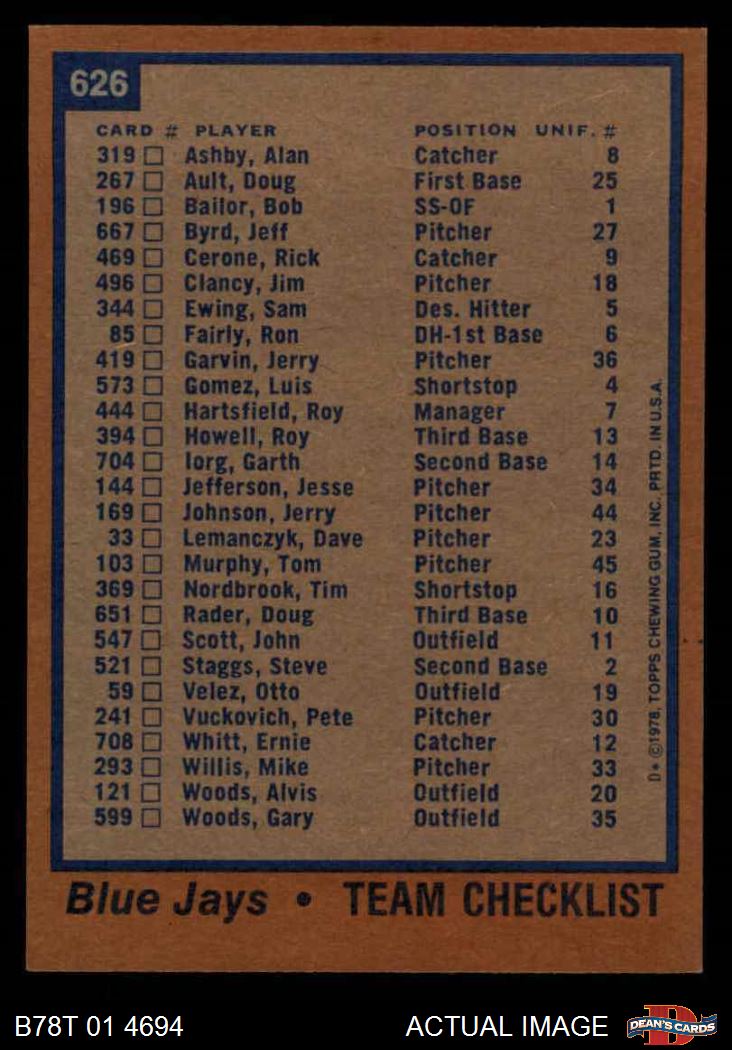 626
CARD # PLAYER POSITION UNIF. #
319 Ashby, Alan Catcher 8
267 Ault, Doug First Base 25
196 Bailor, Bob SS-OF 1
667 Byrd, Jeff Pitcher 27
469 Cerone, Rick Catcher 9
496 Clancy, Jim Pitcher 18
344 Ewing, Sam Des. Hitter 5
85 Fairly, Ron DH-1st Base 6
419 Garvin, Jerry Pitcher 36
573 Gomez, Luis Shortstop 4
444 Hartsfield, Roy Manager 7
394 Howell, Roy Third Base 13
704 Iorg, Garth Second Base 14
144 Jefferson, Jesse Pitcher 34
169 Johnson, Jerry Pitcher 44
33 Lemanczyk, Dave Pitcher 23
103 Murphy, Tom Pitcher 45
369 Nordbrook, Tim Shortstop 16
651 Rader, Doug Third Base 10
547 Scott, John Outfield 11
521 Staggs, Steve Second Base 2
59 Velez, Otto Outfield 19
241 Vuckovich, Pete Pitcher 30
708 Whitt, Ernie Catcher 12
293 Willis, Mike Pitcher 33
121 Woods, Alvis Outfield 20
599 Woods, Gary Outfield 35
D* ©1978, TOPPS CHEWING GUM, INC. PRTD. IN U.S.A.
Blue Jays • TEAM CHECKLIST
B78T 01 4694 ACTUAL IMAGE
D DEAN'S CARDS